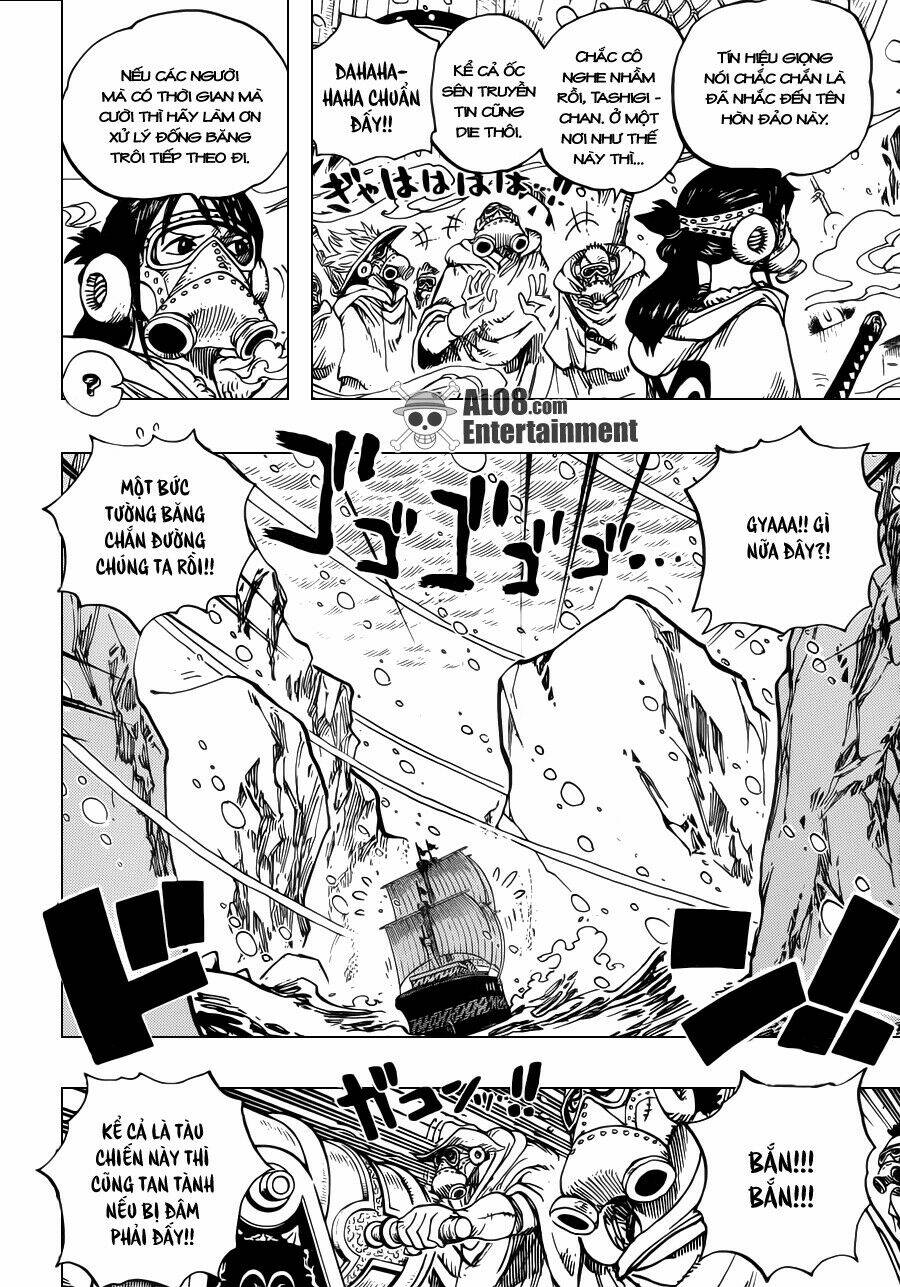 TÍN HIỆU GIỌNG
NÓI CHẮC CHẮN LÀ
ĐÃ NHẮC ĐẾN TÊN
HÒN ĐẢO NÀY.
CHẮC CÔ
NGHE NHẦM
RỒI, TASHIGI -
CHAN. Ở MỘT
NƠI NHƯ THẾ
NÀY THÌ...
KỂ CẢ ỐC
SÊN TRUYỀN
TIN CŨNG
DIE THÔI.
DAHAHA-
HAHA CHUẨN
ĐẤY!!
ぎゃははははは…!!
NẾU CÁC NGƯỜI
MÀ CÓ THỜI GIAN MÀ
CƯỜI THÌ HÃY LÀM ƠN
XỬ LÝ ĐỐNG BĂNG
TRÔI TIẾP THEO ĐI.
?
ALO8.com
Entertainment
GYAAA!! GÌ
NỮA ĐÂY?!
ゴゴゴゴゴ…
MỘT BỨC
TƯỜNG BĂNG
CHẮN ĐƯỜNG
CHÚNG TA RỒI!!
ドン!!
BẮN!!!
BẮN!!!
ガコンッ!!
KỂ CẢ LÀ TÀU
CHIẾN NÀY THÌ
CŨNG TAN TÀNH
NẾU BỊ ĐÂM
PHẢI ĐẤY!!